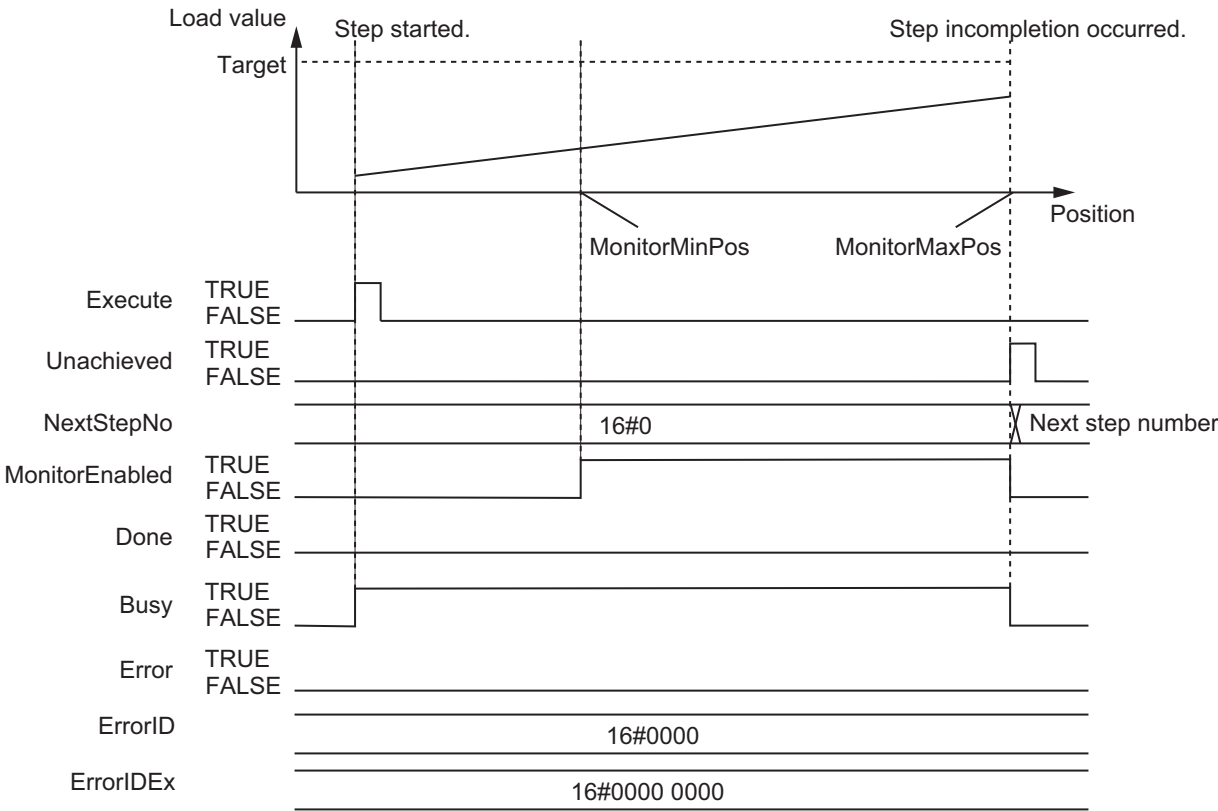 Load value
Step started.
Step incompletion occurred.
Target
Position
MonitorMinPos
MonitorMaxPos
Execute
TRUE
FALSE
Unachieved
TRUE
FALSE
NextStepNo
16#0
Next step number
MonitorEnabled
TRUE
FALSE
Done
TRUE
FALSE
Busy
TRUE
FALSE
Error
TRUE
FALSE
ErrorID
16#0000
ErrorIDEx
16#0000 0000